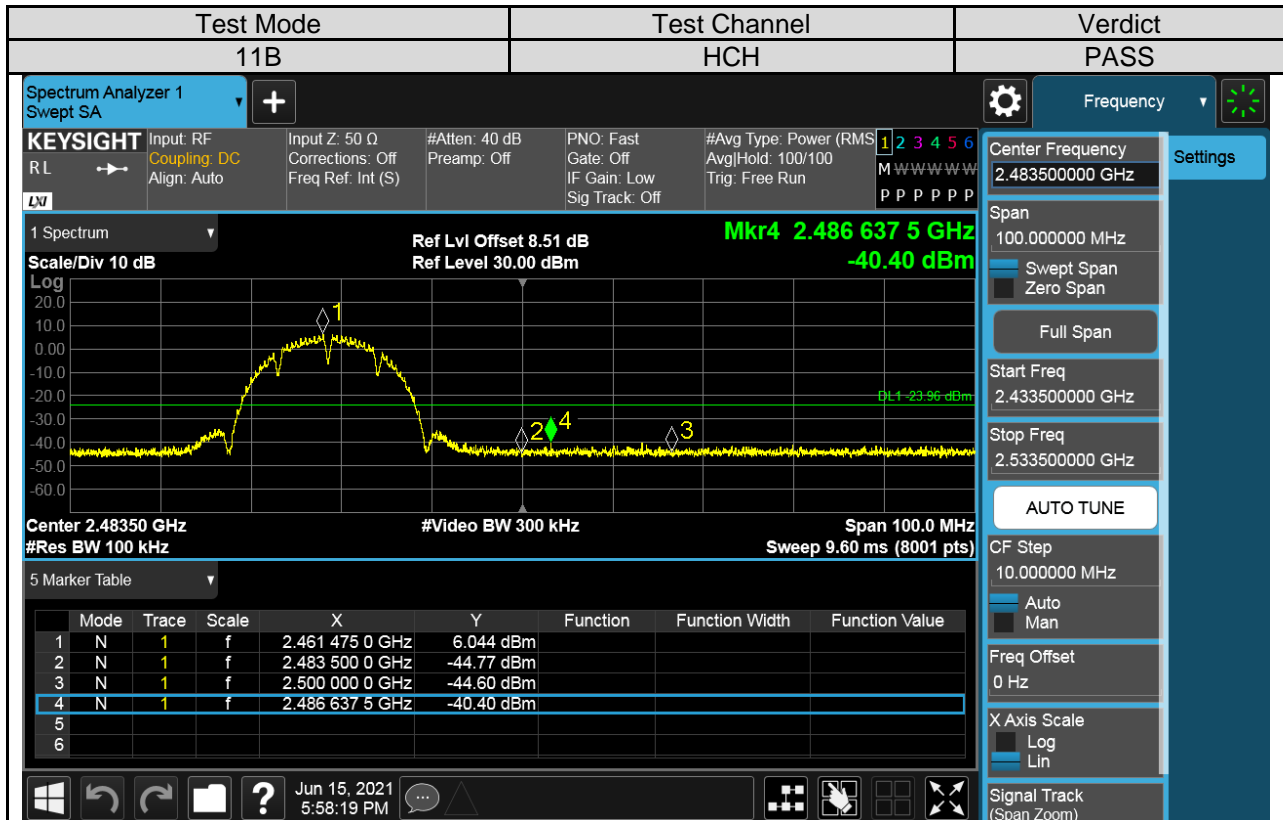 Test Mode Test Channel Verdict
11B HCH PASS
Spectrum Analyzer 1
Swept SA
+
Frequency
KEYSIGHT
RL
LXI
Input: RF
Coupling: DC
Align: Auto
Input Z: 50 Ω
Corrections: Off
Freq Ref: Int (S)
#Atten: 40 dB
Preamp: Off
PNO: Fast
Gate: Off
IF Gain: Low
Sig Track: Off
#Avg Type: Power (RMS
Avg|Hold: 100/100
Trig: Free Run
1 2 3 4 5 6
M W W W W W
P P P P P P
1 Spectrum
Scale/Div 10 dB
Ref Lvl Offset 8.51 dB
Ref Level 30.00 dBm
Mkr4 2.486 637 5 GHz
-40.40 dBm
Log
20.0
10.0
0.00
-10.0
-20.0
-30.0
-40.0
-50.0
-60.0
1
2
4
3
DL1 -23.96 dBm
Center 2.48350 GHz
#Res BW 100 kHz
#Video BW 300 kHz
Span 100.0 MHz
Sweep 9.60 ms (8001 pts)
5 Marker Table
Mode Trace Scale X Y Function Function Width Function Value
1 N 1 f 2.461 475 0 GHz 6.044 dBm
2 N 1 f 2.483 500 0 GHz -44.77 dBm
3 N 1 f 2.500 000 0 GHz -44.60 dBm
4 N 1 f 2.486 637 5 GHz -40.40 dBm
5
6
?
Jun 15, 2021
5:58:19 PM
Center Frequency
2.483500000 GHz
Settings
Span
100.000000 MHz
Swept Span
Zero Span
Full Span
Start Freq
2.433500000 GHz
Stop Freq
2.533500000 GHz
AUTO TUNE
CF Step
10.000000 MHz
Auto
Man
Freq Offset
0 Hz
X Axis Scale
Log
Lin
Signal Track
(Span Zoom)